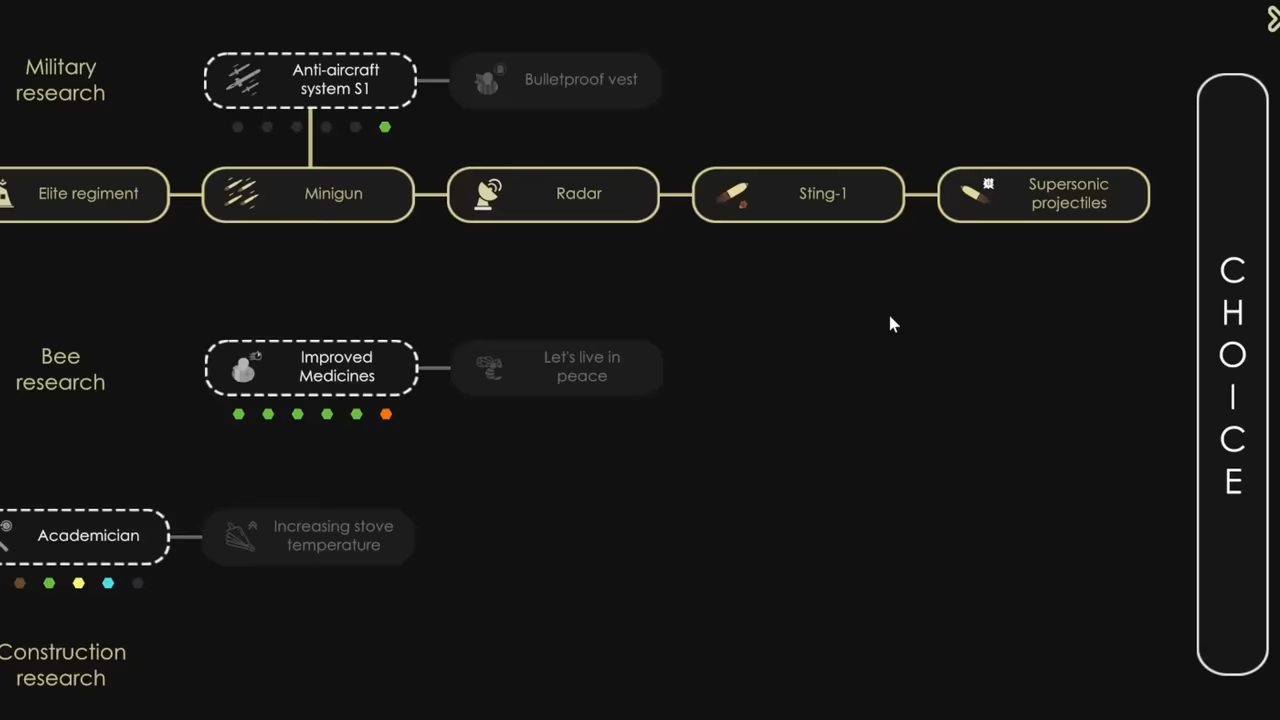 Military
research
Anti-aircraft
system S1
Bulletproof vest
Elite regiment
Minigun
Radar
Sting-1
Supersonic
projectiles
Bee
research
Improved
Medicines
Let's live in
peace
Academician
Increasing stove
temperature
Construction
research
CHOICE